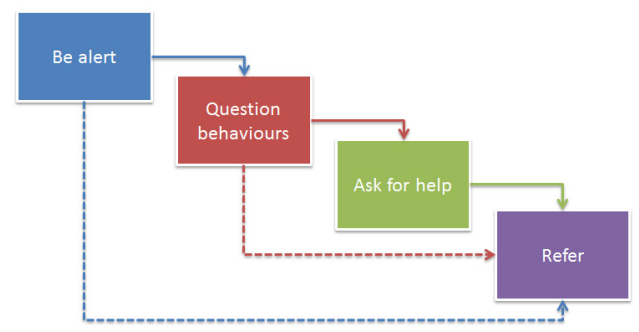 Be alert
Question
behaviours
Ask for help
Refer